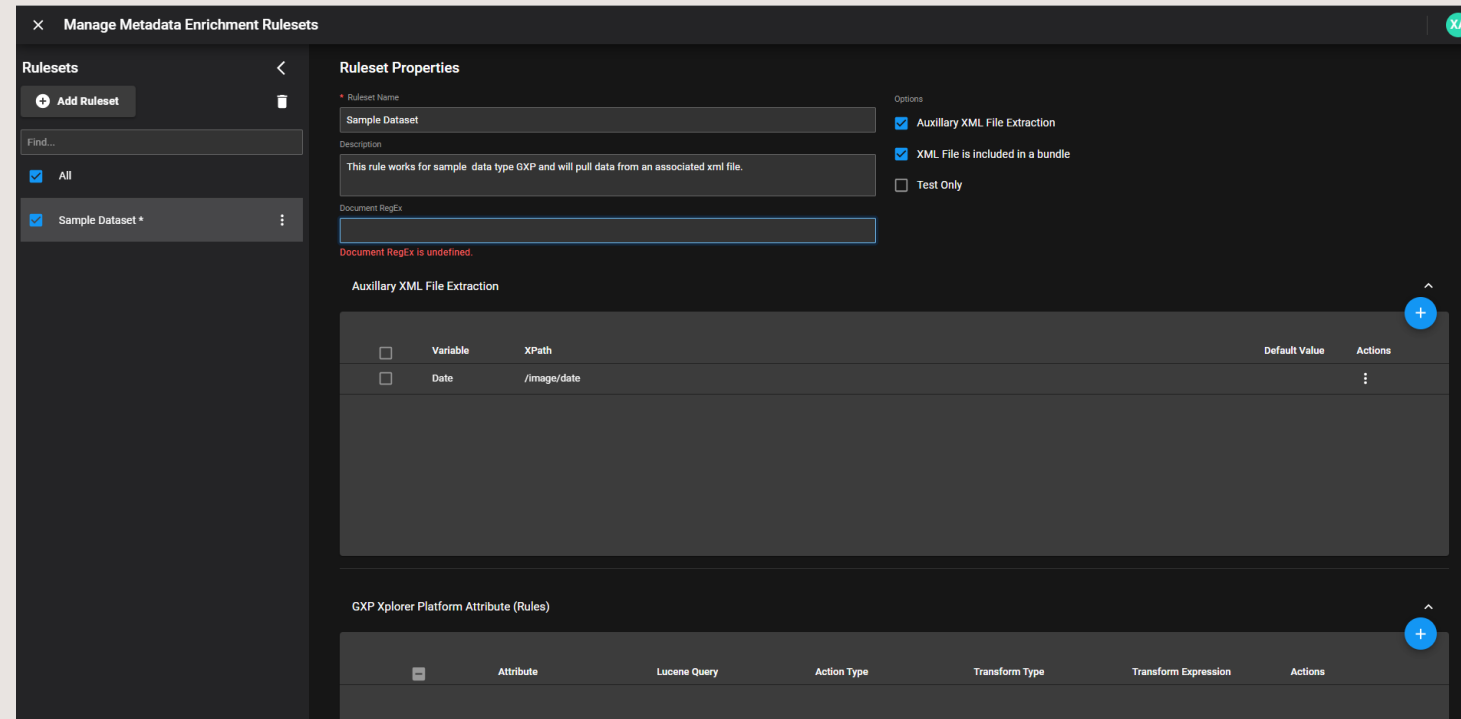 Manage Metadata Enrichment Rulesets
Rulesets
Add Ruleset
Find...
All
Sample Dataset *
Ruleset Properties
* Ruleset Name
Sample Dataset
Description
This rule works for sample data type GXP and will pull data from an associated xml file.
Document RegEx
Document RegEx is undefined.
Options
Auxillary XML File Extraction
XML File is included in a bundle
Test Only
Auxillary XML File Extraction
Variable XPath Default Value Actions
Date /image/date
GXP Xplorer Platform Attribute (Rules)
Attribute Lucene Query Action Type Transform Type Transform Expression Actions